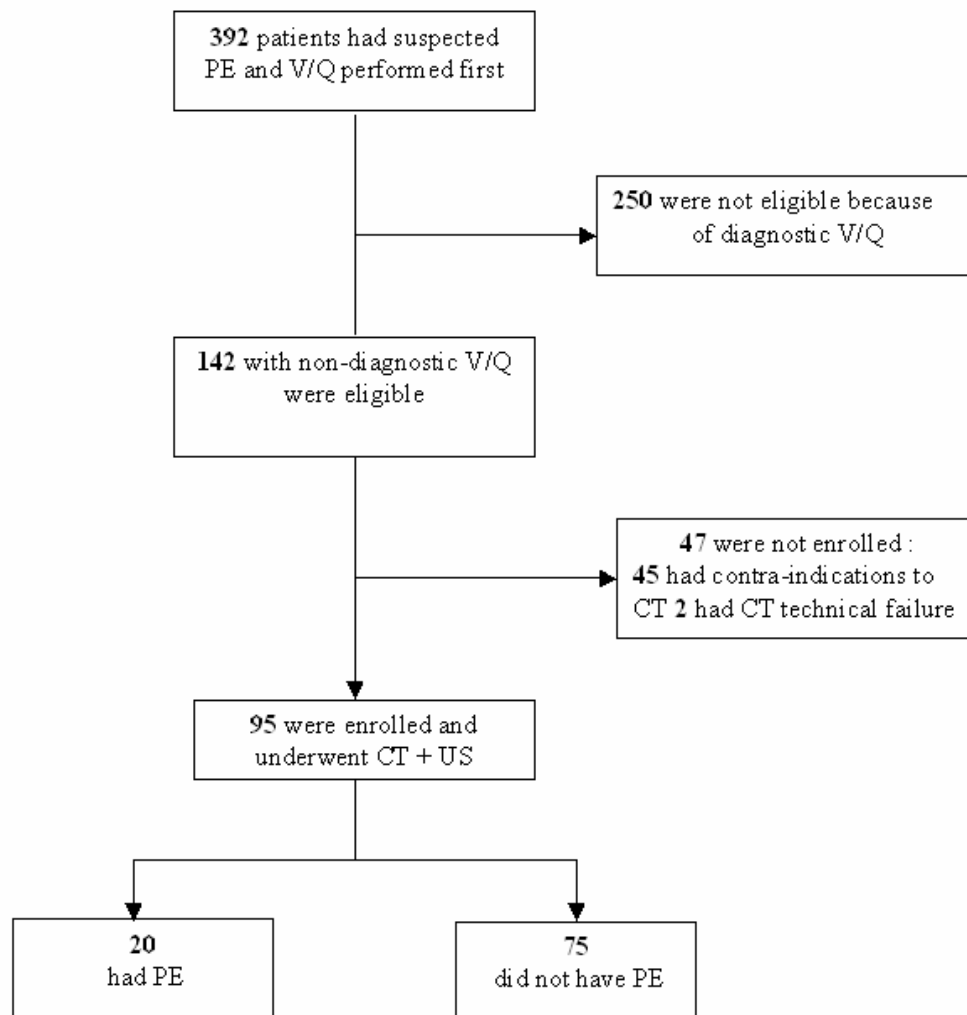 392 patients had suspected
PE and V/Q performed first
250 were not eligible because
of diagnostic V/Q
142 with non-diagnostic V/Q
were eligible
47 were not enrolled :
45 had contra-indications to
CT 2 had CT technical failure
95 were enrolled and
underwent CT + US
20
had PE
75
did not have PE